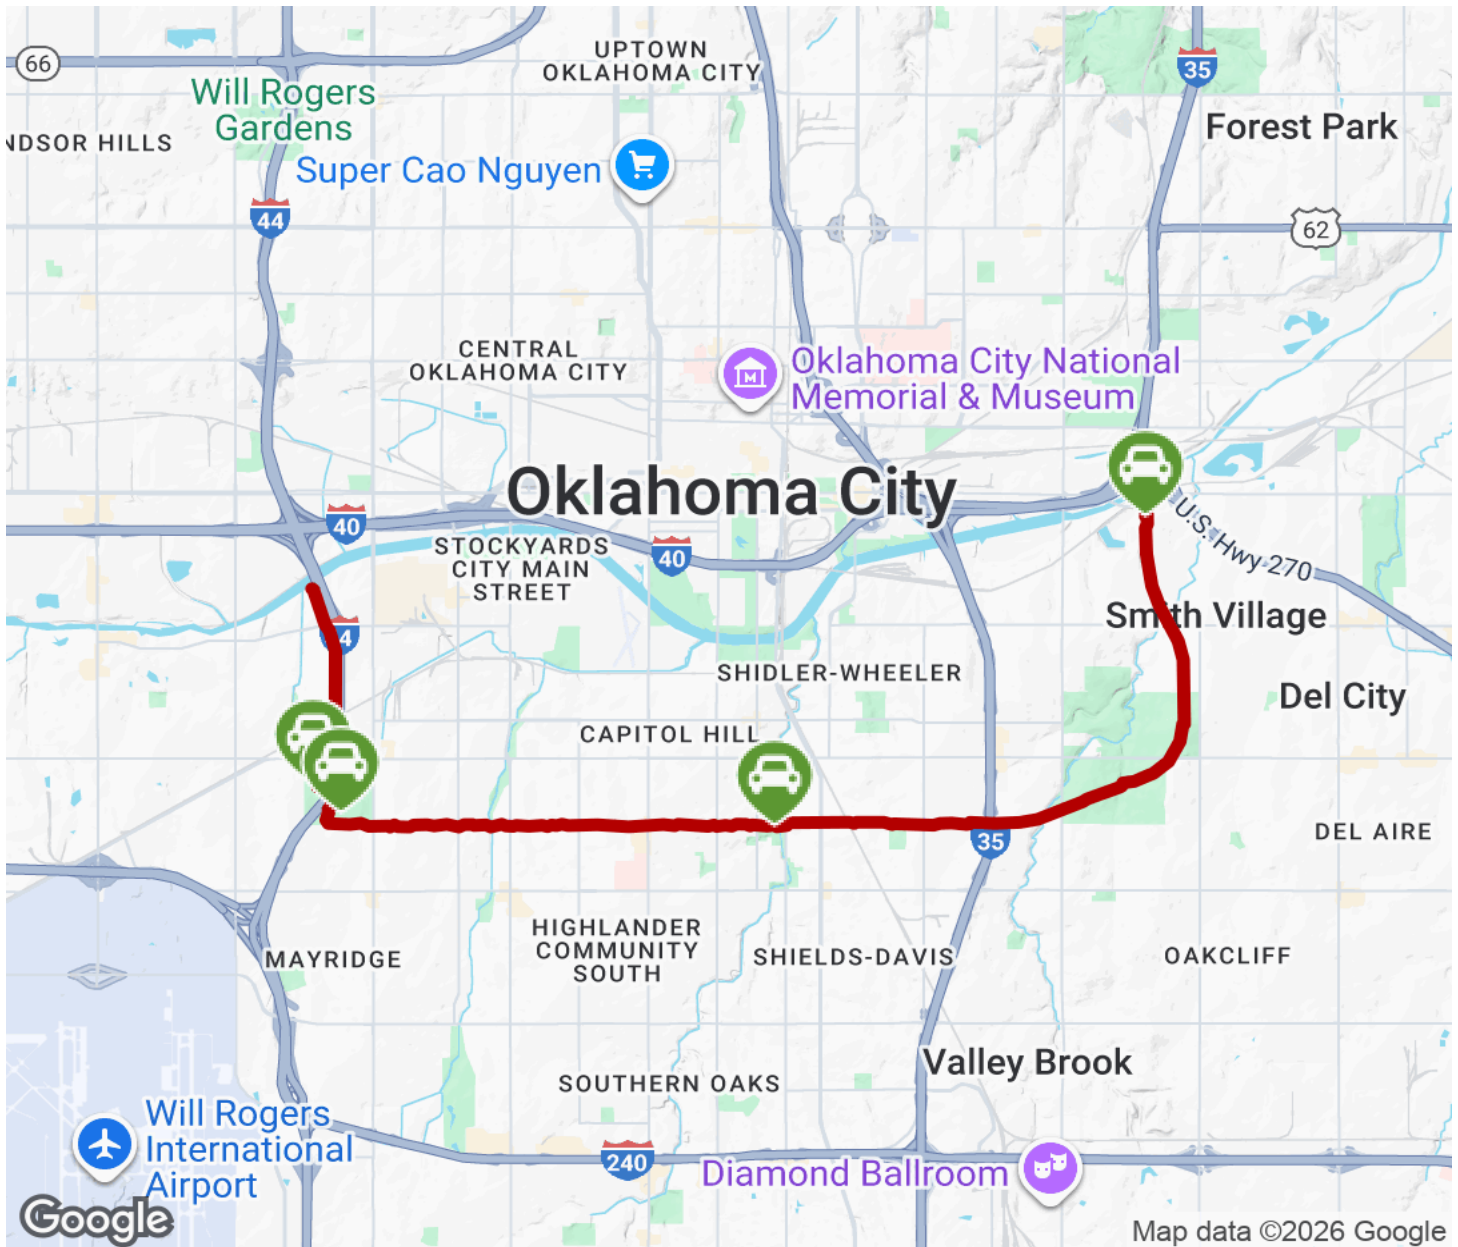 66
UPTOWN
OKLAHOMA CITY
35
Will Rogers
Gardens
Forest Park
NDSOR HILLS
Super Cao Nguyen
44
62
CENTRAL
OKLAHOMA CITY
Oklahoma City National
Memorial & Museum
Oklahoma City
U.S. Hwy 270
40
STOCKYARDS
CITY MAIN
STREET
40
Smith Village
4
SHIDLER-WHEELER
Del City
CAPITOL HILL
DEL AIRE
35
HIGHLANDER
COMMUNITY
SOUTH
MAYRIDGE
SHIELDS-DAVIS
OAKCLIFF
Valley Brook
SOUTHERN OAKS
Will Rogers
International
Airport
240
Diamond Ballroom
Google
Map data ©2026 Google